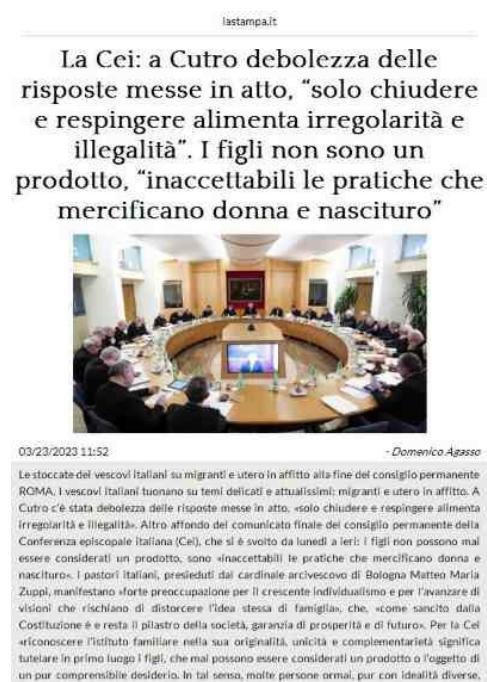 lastampa.it
La Cei: a Cutro debolezza delle
risposte messe in atto, “solo chiudere
e respingere alimenta irregolarità e
illegalità”. I figli non sono un
prodotto, “inaccettabili le pratiche che
mercificano donna e nascituro”
03/23/2023 11:52
- Domenico Agasso
Le stoccate dei vescovi italiani su migranti e utero in affitto alla fine del consiglio permanente
ROMA. I vescovi italiani tuonano su temi delicati e attualissimi: migranti e utero in affitto. A
Cutro c'è stata debolezza delle risposte messe in atto, «solo chiudere e respingere alimenta
irregolarità e illegalità». Altro affondo del comunicato finale del consiglio permanente della
Conferenza episcopale italiana (Cei), che si è svolto da lunedì a ieri: i figli non possono mai
essere considerati un prodotto, sono «inaccettabili le pratiche che mercificano donna e
nascituro». I pastori italiani, presieduti dal cardinale arcivescovo di Bologna Matteo Maria
Zuppi, manifestano «forte preoccupazione per il crescente individualismo e per l'avanzare di
visioni che rischiano di distorcere l'idea stessa di famiglia», che, «come sancito dalla
Costituzione è e resta il pilastro della società, garanzia di prosperità e di futuro». Per la Cei
«riconoscere l'istituto familiare nella sua originalità, unicità e complementarietà significa
tutelare in primo luogo i figli, che mai possono essere considerati un prodotto o l'oggetto di
un pur comprensibile desiderio. In tal senso, molte persone ormai, pur con idealità diverse,